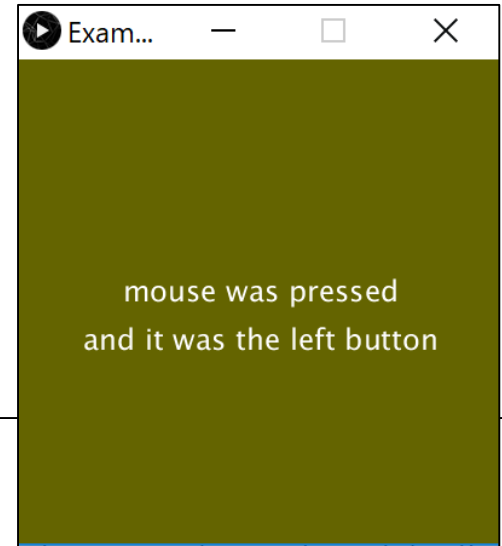 Exam...
mouse was pressed
and it was the left button